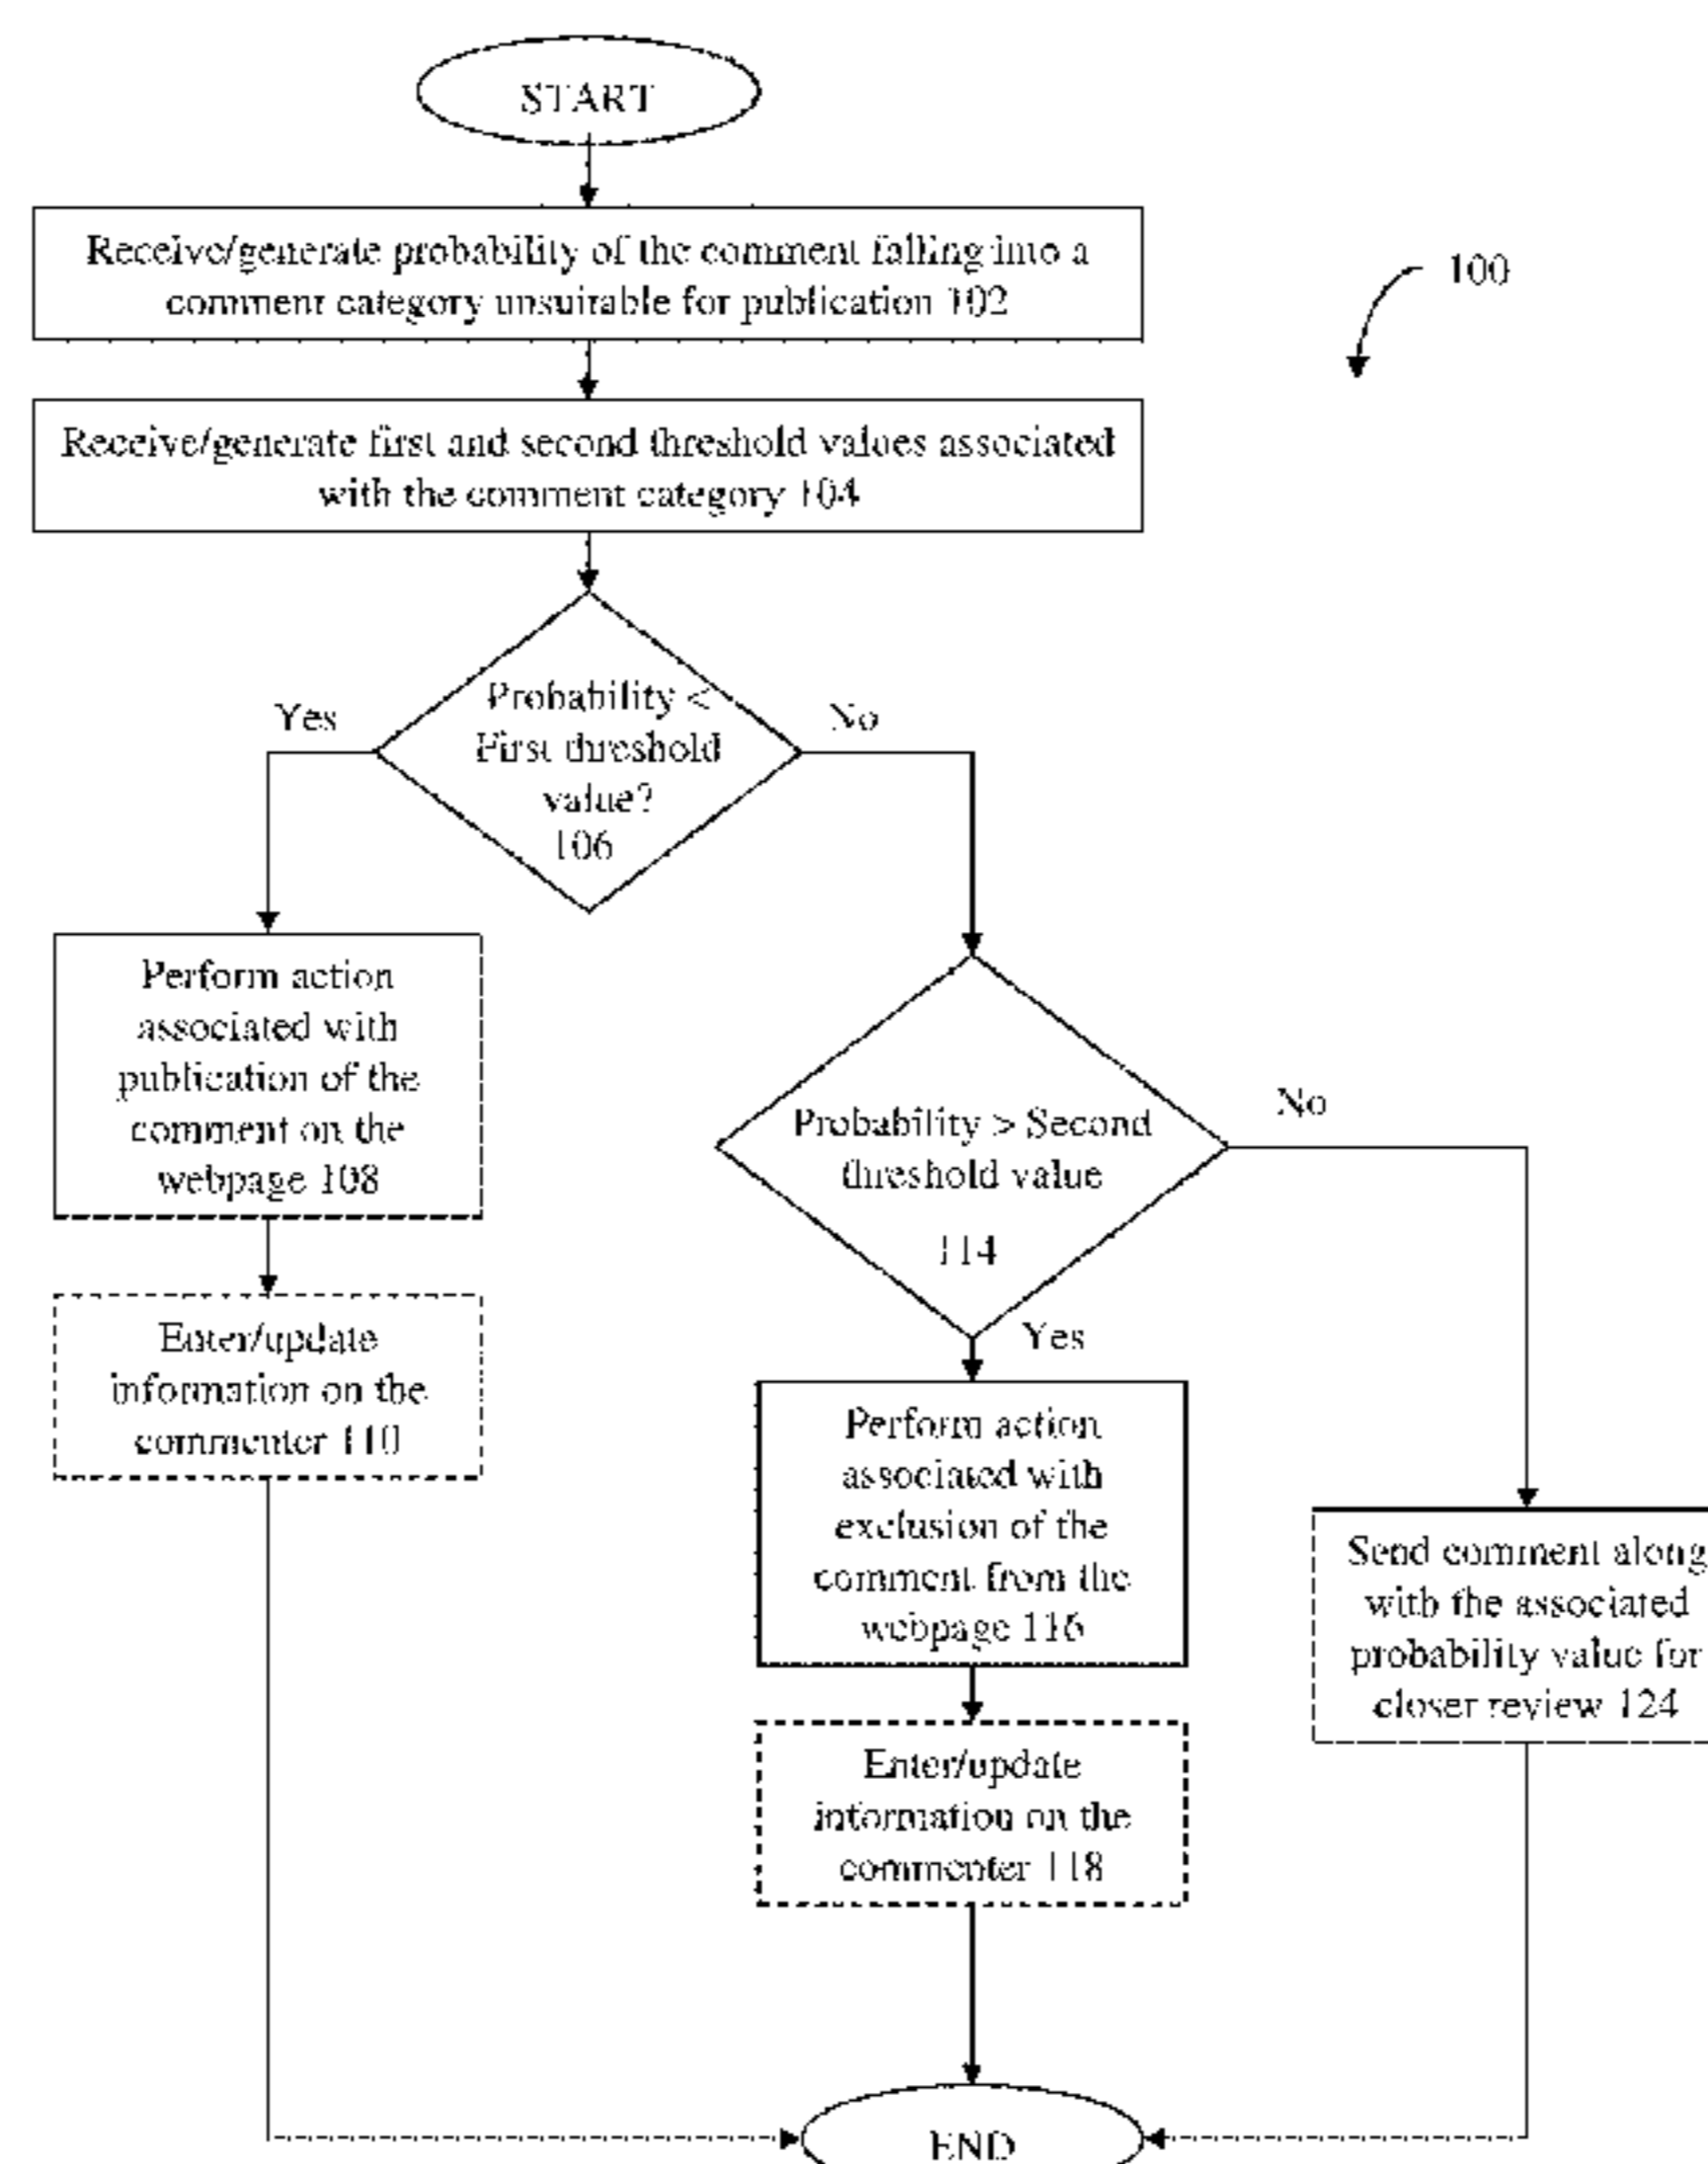 START
Receive/generate probability of the comment falling into a
comment category unsuitable for publication 102
100
Receive/generate first and second threshold values associated
with the comment category 104
Probability <
First threshold
value?
106
Yes
No
Perform action
associated with
publication of the
comment on the
webpage 108
Enter/update
information on the
commenter 110
Probability > Second
threshold value
114
No
Yes
Perform action
associated with
exclusion of the
comment from the
webpage 116
Enter/update
information on the
commenter 118
Send comment along
with the associated
probability value for
closer review 124
END